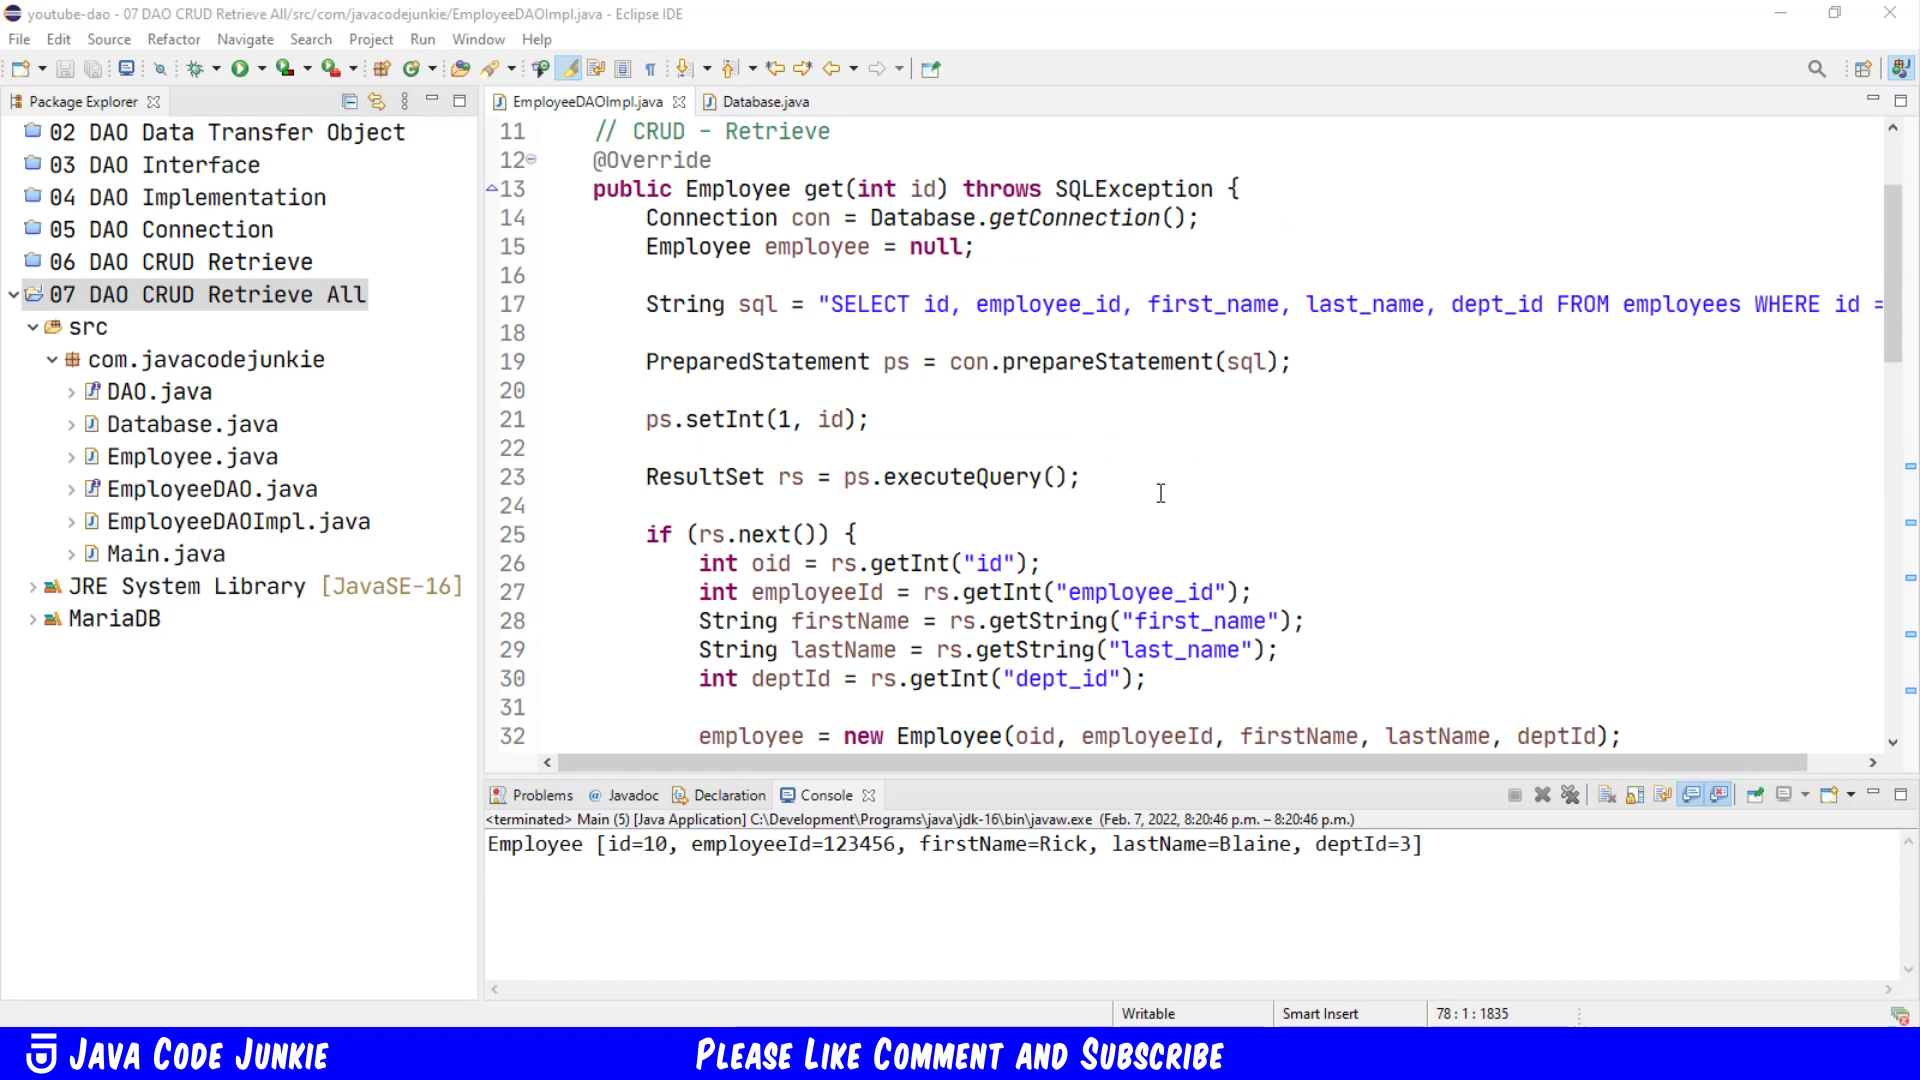 youtube-dao - 07 DAO CRUD Retrieve All/src/com/javacodejunkie/EmployeeDAOImpl.java - Eclipse IDE
File Edit Source Refactor Navigate Search Project Run Window Help
Package Explorer
02 DAO Data Transfer Object
03 DAO Interface
04 DAO Implementation
05 DAO Connection
06 DAO CRUD Retrieve
07 DAO CRUD Retrieve All
src
com.javacodejunkie
DAO.java
Database.java
Employee.java
EmployeeDAO.java
EmployeeDAOImpl.java
Main.java
JRE System Library [JavaSE-16]
MariaDB
EmployeeDAOImpl.java Database.java
11 // CRUD - Retrieve
12 @Override
13 public Employee get(int id) throws SQLException {
14 Connection con = Database.getConnection();
15 Employee employee = null;
16
17 String sql = "SELECT id, employee_id, first_name, last_name, dept_id FROM employees WHERE id =
18
19 PreparedStatement ps = con.prepareStatement(sql);
20
21 ps.setInt(1, id);
22
23 ResultSet rs = ps.executeQuery();
24
25 if (rs.next()) {
26 int oid = rs.getInt("id");
27 int employeeId = rs.getInt("employee_id");
28 String firstName = rs.getString("first_name");
29 String lastName = rs.getString("last_name");
30 int deptId = rs.getInt("dept_id");
31
32 employee = new Employee(oid, employeeId, firstName, lastName, deptId);
Problems @ Javadoc Declaration Console
<terminated> Main (5) [Java Application] C:\Development\Programs\java\jdk-16\bin\javaw.exe (Feb. 7, 2022, 8:20:46 p.m. – 8:20:46 p.m.)
Employee [id=10, employeeId=123456, firstName=Rick, lastName=Blaine, deptId=3]
Writable Smart Insert 78 : 1 : 1835
JAVA CODE JUNKIE PLEASE LIKE COMMENT AND SUBSCRIBE